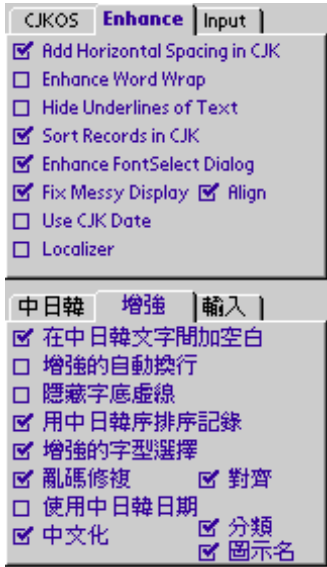 CJKOS Enhance Input
Add Horizontal Spacing in CJK
Enhance Word Wrap
Hide Underlines of Text
Sort Records in CJK
Enhance FontSelect Dialog
Fix Messy Display Align
Use CJK Date
Localizer
中日韓 增強 輸入
在中日韓文字間加空白
增強的自動換行
隱藏字底虛線
用中日韓序排序記錄
增強的字型選擇
亂碼修複 對齊
使用中日韓日期
中文化 分類
圖示名